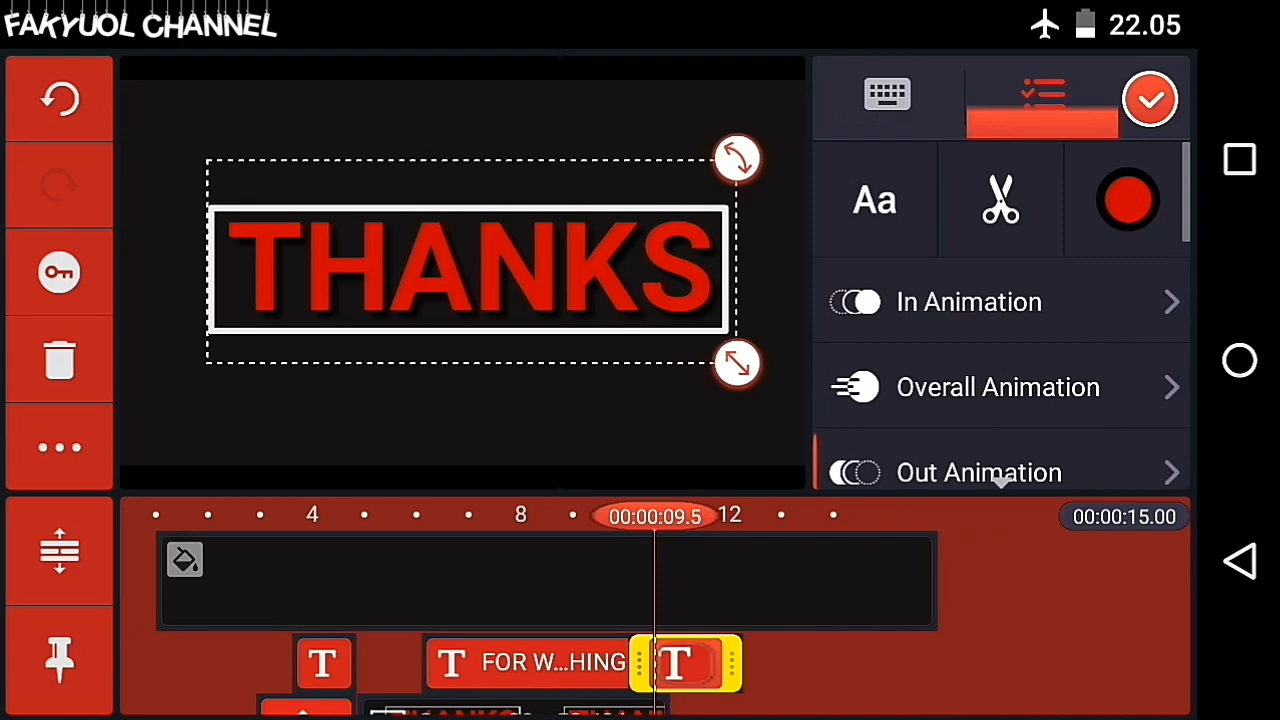 FAKYUOL CHANNEL
22.05
THANKS
Aa
In Animation
Overall Animation
Out Animation
4
8
00:00:09.5
12
00:00:15.00
T
T FOR W...HING
T